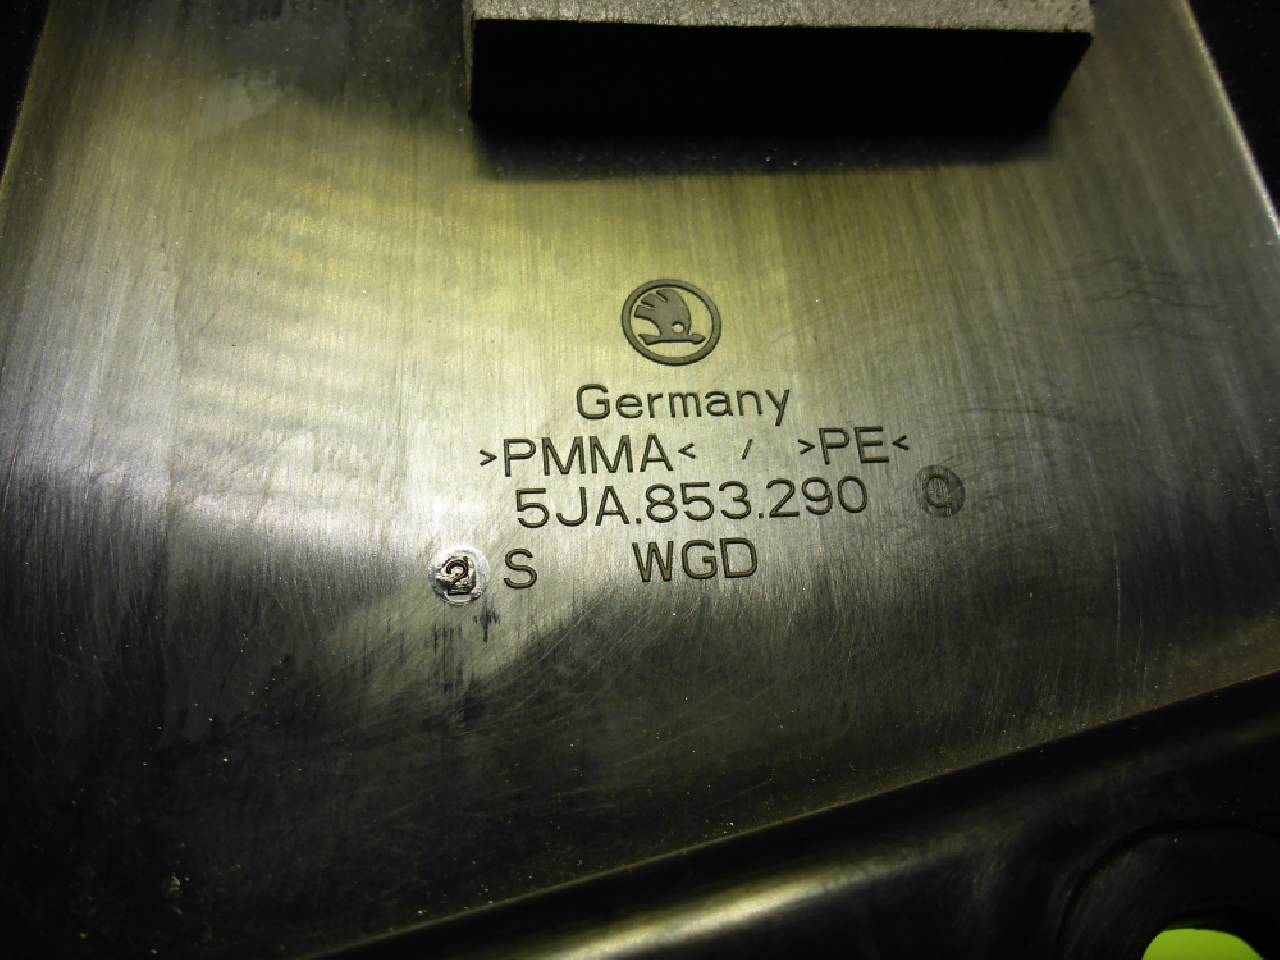 Germany
>PMMA< / >PE<
5JA.853.290
2 S WGD